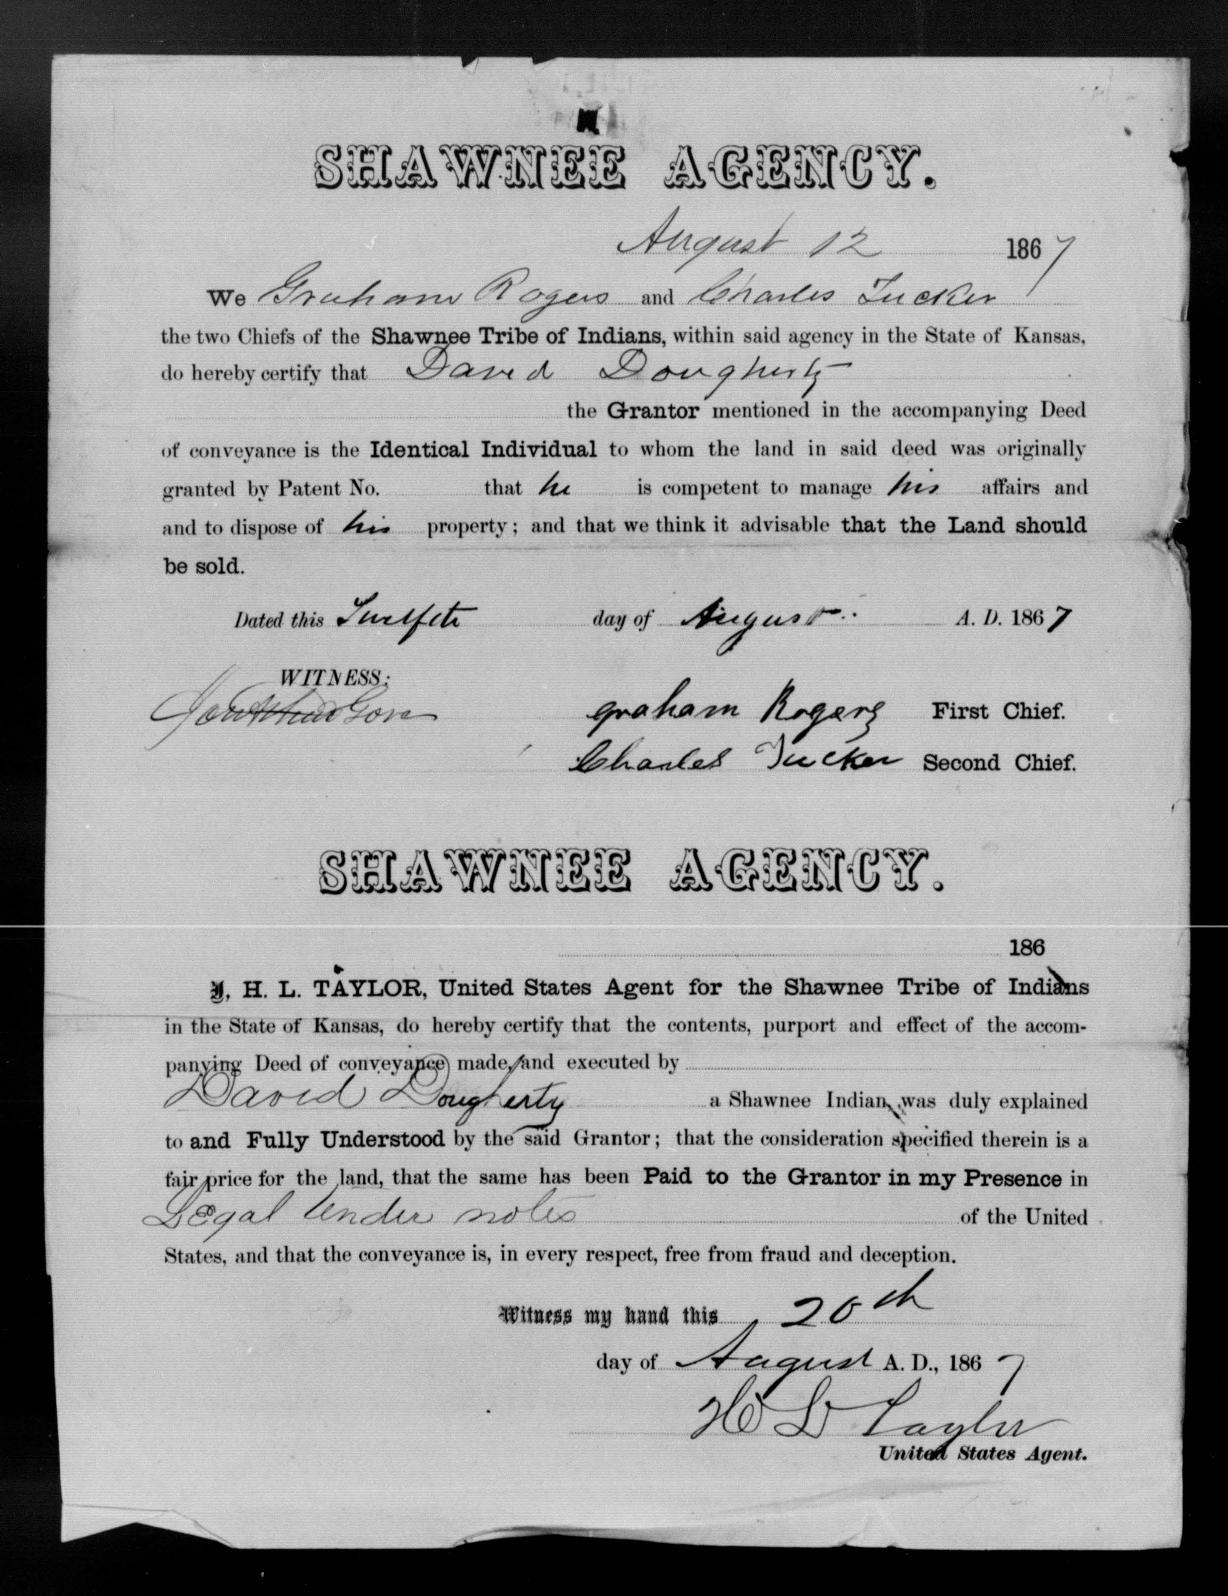 SHAWNEE AGENCY.
August 12 1867
We Graham Rogers and Charles Tucker
the two Chiefs of the Shawnee Tribe of Indians, within said agency in the State of Kansas,
do hereby certify that David Dougherty
the Grantor mentioned in the accompanying Deed
of conveyance is the Identical Individual to whom the land in said deed was originally
granted by Patent No. that he is competent to manage his affairs and
and to dispose of his property; and that we think it advisable that the Land should
be sold.
Dated this Twelfth day of August A. D. 1867
WITNESS:
Gore graham Rogers First Chief.
Charles Tucker Second Chief.
SHAWNEE AGENCY.
186
I, H. L. TAYLOR, United States Agent for the Shawnee Tribe of Indians
in the State of Kansas, do hereby certify that the contents, purport and effect of the accom-
panying Deed of conveyance made, and executed by
David Dougherty a Shawnee Indian, was duly explained
to and Fully Understood by the said Grantor; that the consideration specified therein is a
fair price for the land, that the same has been Paid to the Grantor in my Presence in
Legal tender notes of the United
States, and that the conveyance is, in every respect, free from fraud and deception.
Witness my hand this 20th
day of August A. D., 1867
H L Taylor
United States Agent.